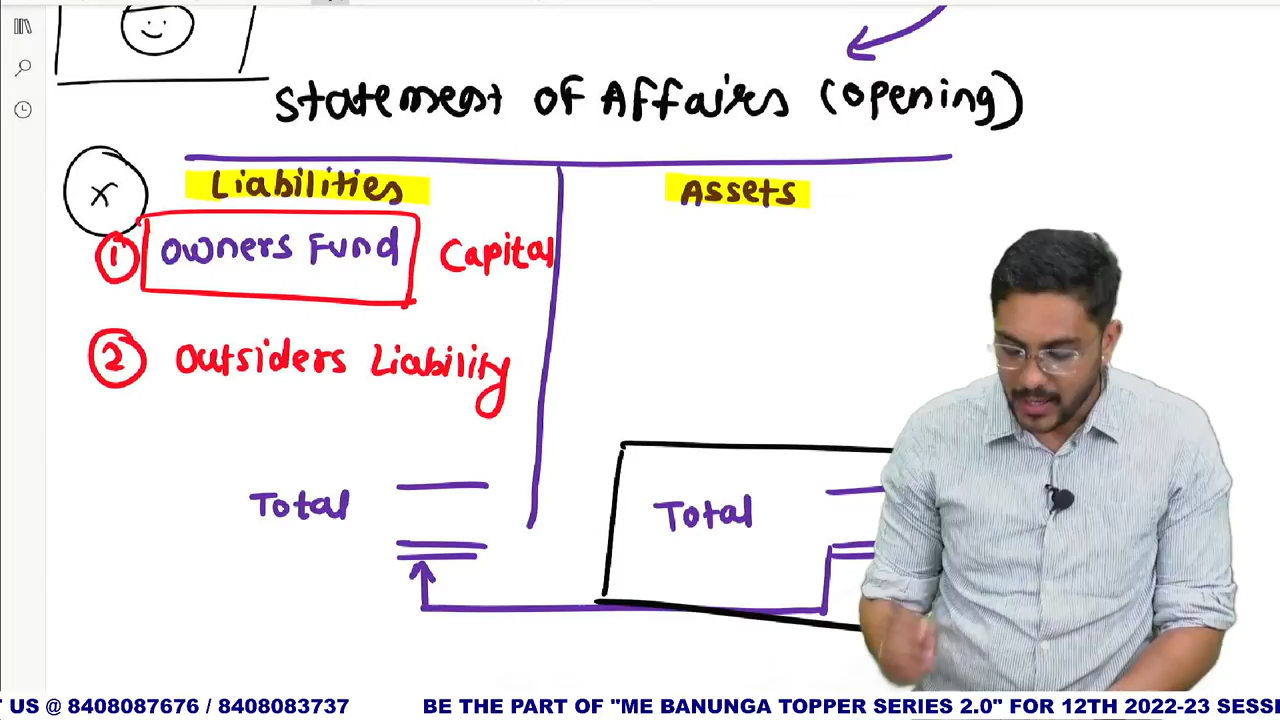 Statement of Affairs (opening)
x
Liabilities
Assets
① Owners Fund Capital
② Outsiders Liability
Total
Total
T US @ 8408087676 / 8408083737 BE THE PART OF "ME BANUNGA TOPPER SERIES 2.0" FOR 12TH 2022-23 SESSI